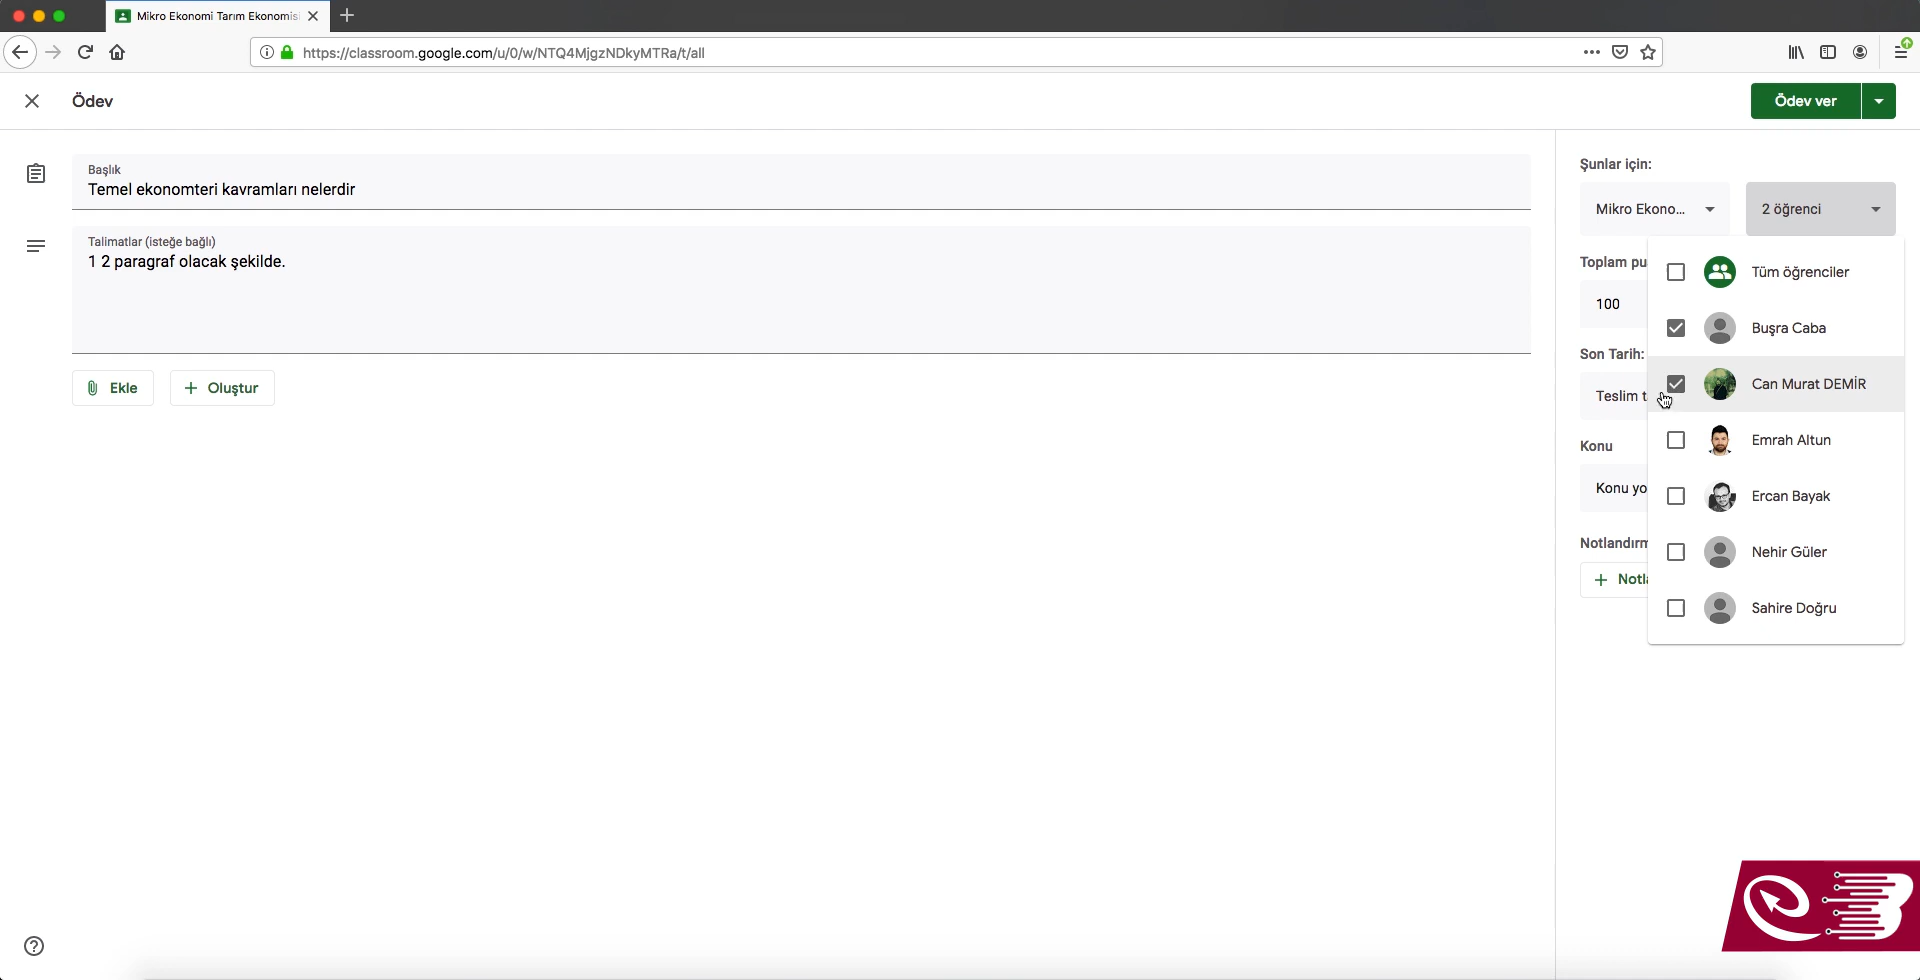 Mikro Ekonomi Tarım Ekonomisi
https://classroom.google.com/u/0/w/NTQ4MjgzNDkyMTRa/t/all
Ödev
Ödev ver
Başlık
Temel ekonomteri kavramları nelerdir
Talimatlar (isteğe bağlı)
1 2 paragraf olacak şekilde.
Ekle
Oluştur
Şunlar için:
Mikro Ekono...
2 öğrenci
Toplam pu
100
Son Tarih:
Teslim t
Konu
Konu yo
Notlandırm
Notla
Tüm öğrenciler
Buşra Caba
Can Murat DEMİR
Emrah Altun
Ercan Bayak
Nehir Güler
Sahire Doğru